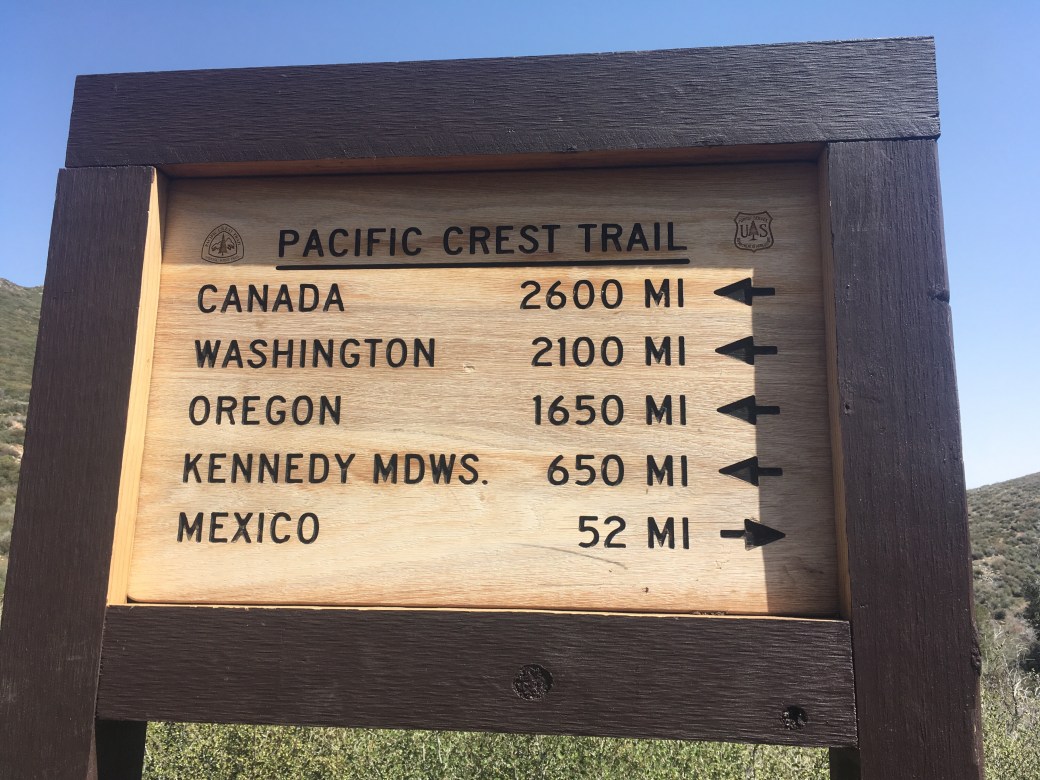 PACIFIC CREST TRAIL
UAS
CANADA 2600 MI
WASHINGTON 2100 MI
OREGON 1650 MI
KENNEDY MDWS. 650 MI
MEXICO 52 MI